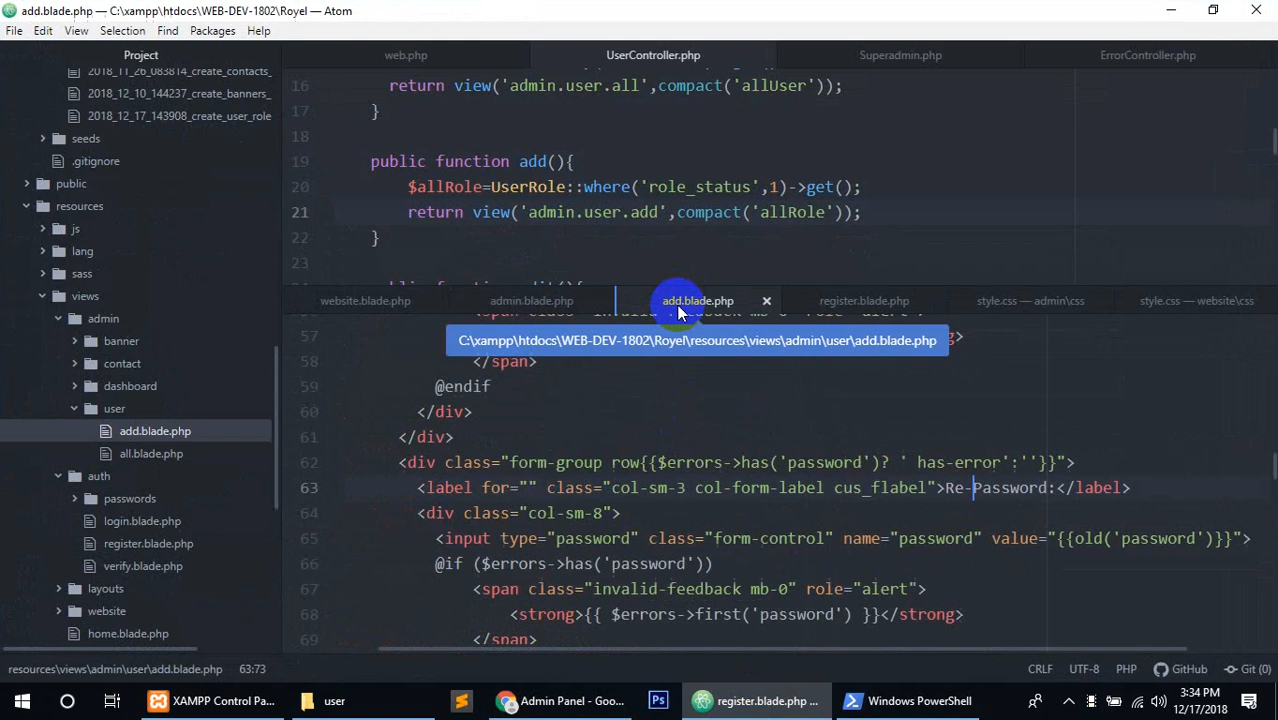 add.blade.php — C:\xampp\htdocs\WEB-DEV-1802\Royel — Atom
File Edit View Selection Find Packages Help
Project
2018_11_26_083814_create_contacts_
2018_12_10_144237_create_banners_
2018_12_17_143908_create_user_role
seeds
.gitignore
public
resources
js
lang
sass
views
admin
banner
contact
dashboard
user
add.blade.php
all.blade.php
auth
passwords
login.blade.php
register.blade.php
verify.blade.php
layouts
website
home.blade.php
web.php UserController.php Superadmin.php ErrorController.php
16 return view('admin.user.all',compact('allUser'));
17 }
18
19 public function add(){
20 $allRole=UserRole::where('role_status',1)->get();
21 return view('admin.user.add',compact('allRole'));
22 }
23
website.blade.php admin.blade.php add.blade.php register.blade.php style.css — admin\css style.css — website\css
C:\xampp\htdocs\WEB-DEV-1802\Royel\resources\views\admin\user\add.blade.php
57 >
58 </span>
59 @endif
60 </div>
61 </div>
62 <div class="form-group row{{$errors->has('password')? ' has-error':''}}">
63 <label for="" class="col-sm-3 col-form-label cus_flabel">Re-Password:</label>
64 <div class="col-sm-8">
65 <input type="password" class="form-control" name="password" value="{{old('password')}}">
66 @if ($errors->has('password'))
67 <span class="invalid-feedback mb-0" role="alert">
68 <strong>{{ $errors->first('password') }}</strong>
69 </span>
resources\views\admin\user\add.blade.php 63:73 CRLF UTF-8 PHP GitHub Git (0)
XAMPP Control Pa... user Admin Panel - Goo... Ps register.blade.php ... Windows PowerShell 3:34 PM
12/17/2018